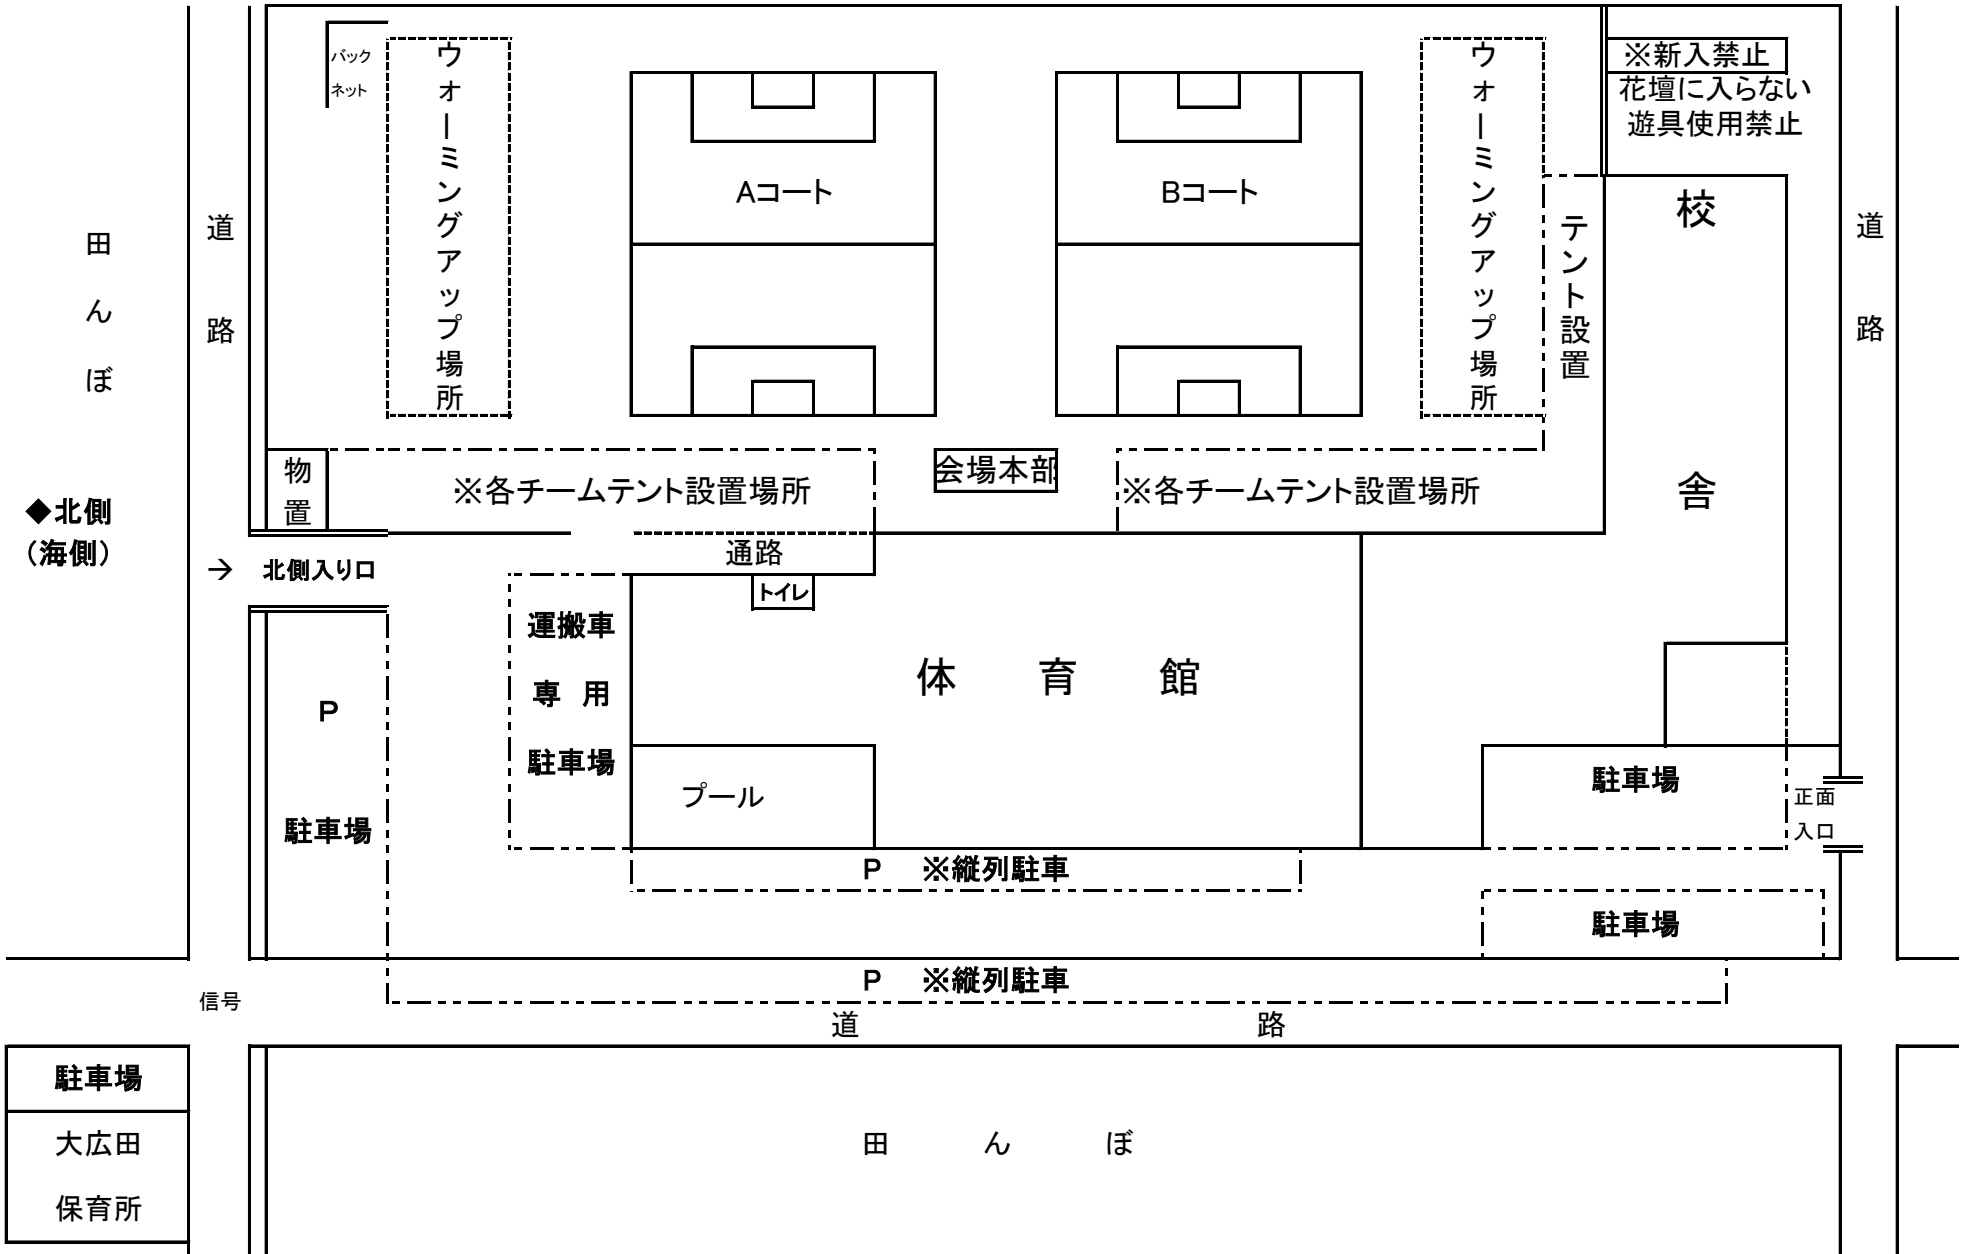 バック
ネット
ウォーミングアップ場所
Aコート
Bコート
ウォーミングアップ場所
※新入禁止
花壇に入らない
遊具使用禁止
テント設置
校
舎
道
路
道
路
田
ん
ぼ
◆北側
（海側）
物
置
※各チームテント設置場所
会場本部
※各チームテント設置場所
→ 北側入り口
通路
トイレ
運搬車
専 用
駐車場
体 育 館
P
駐車場
プール
駐車場
正面
入口
P ※縦列駐車
駐車場
P ※縦列駐車
信号
道 路
駐車場
大広田
保育所
田 ん ぼ